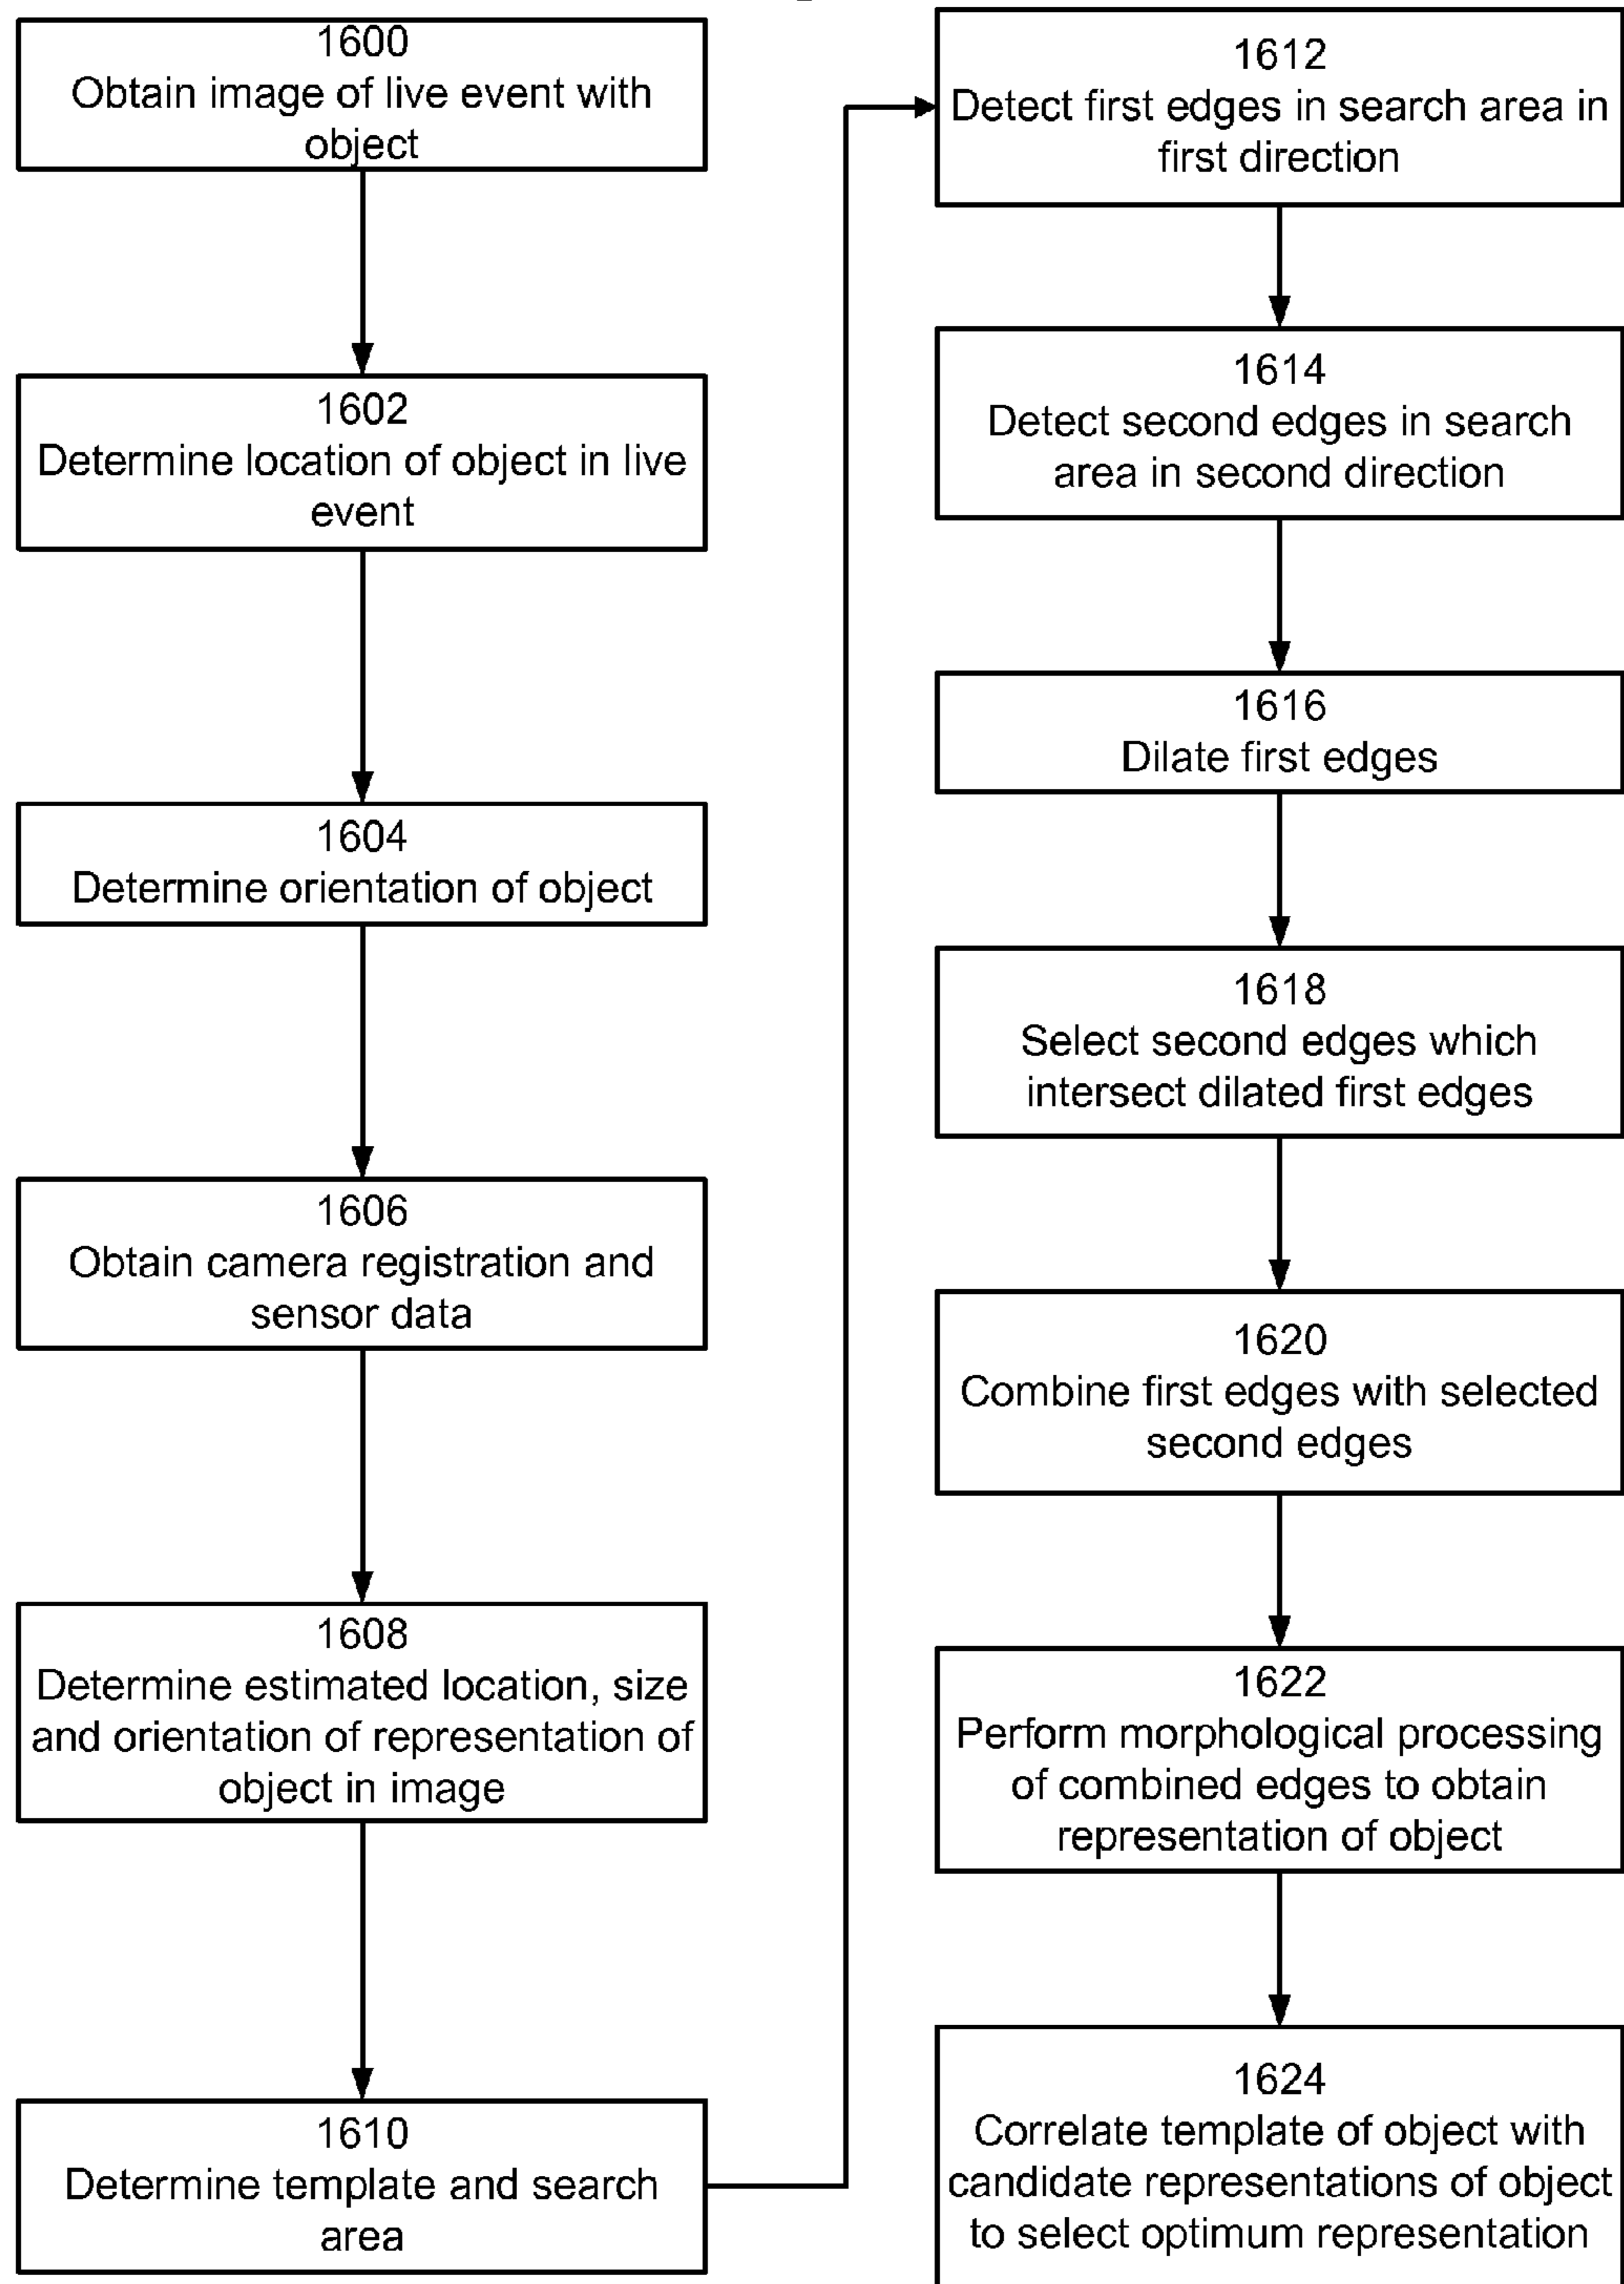 1600
Obtain image of live event with
object
1602
Determine location of object in live
event
1604
Determine orientation of object
1606
Obtain camera registration and
sensor data
1608
Determine estimated location, size
and orientation of representation of
object in image
1610
Determine template and search
area
1612
Detect first edges in search area in
first direction
1614
Detect second edges in search
area in second direction
1616
Dilate first edges
1618
Select second edges which
intersect dilated first edges
1620
Combine first edges with selected
second edges
1622
Perform morphological processing
of combined edges to obtain
representation of object
1624
Correlate template of object with
candidate representations of object
to select optimum representation